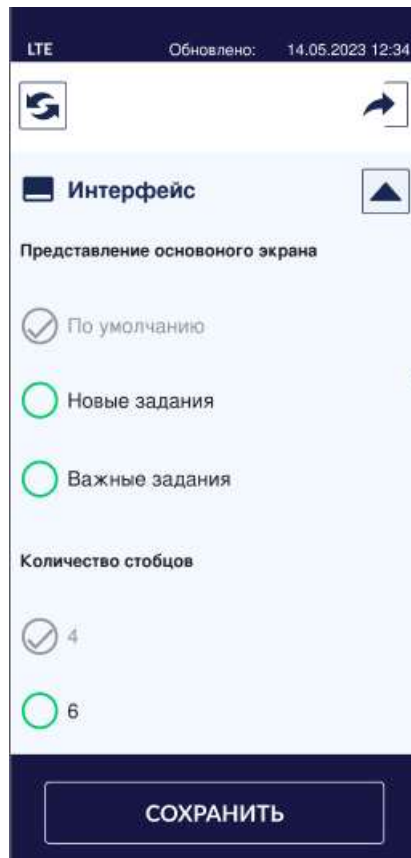 LTE Обновлено: 14.05.2023 12:34
Интерфейс
Представление основоного экрана
По умолчанию
Новые задания
Важные задания
Количество стобцов
4
6
СОХРАНИТЬ